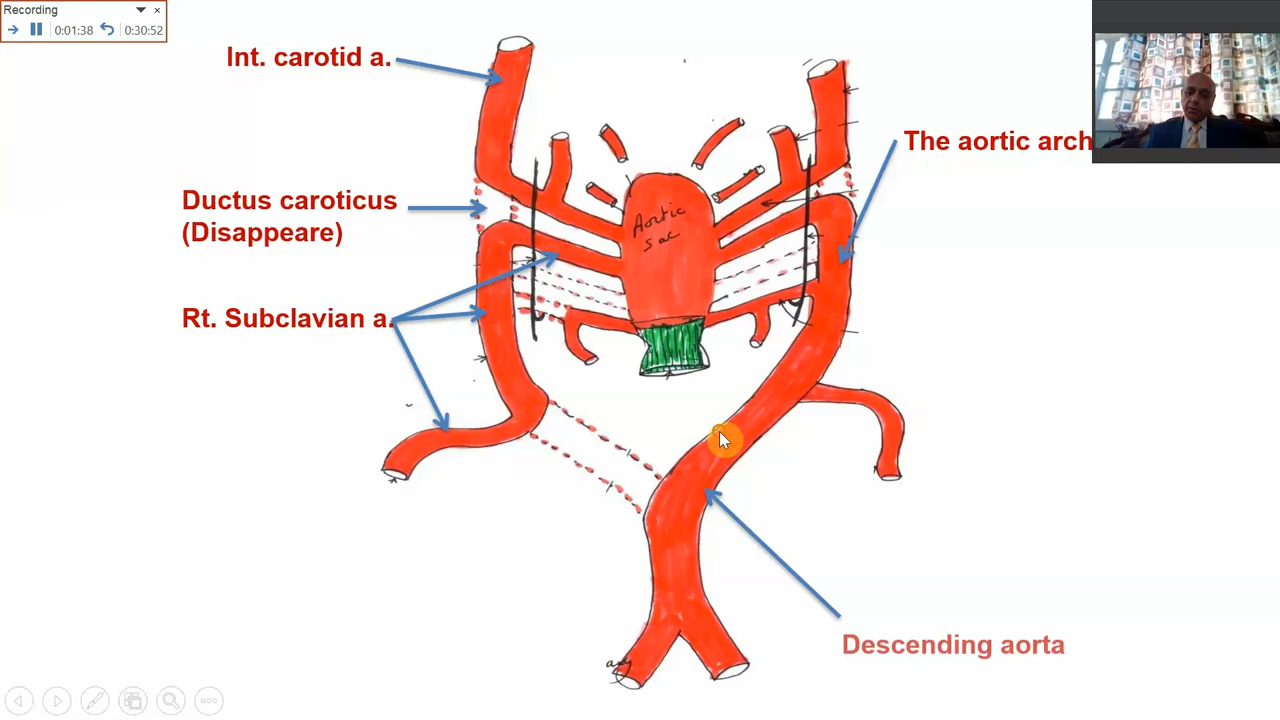 Recording
0:01:38
0:30:52
Int. carotid a.
The aortic arch
Ductus caroticus
(Disappeare)
Aortic
sac
Rt. Subclavian a.
Descending aorta